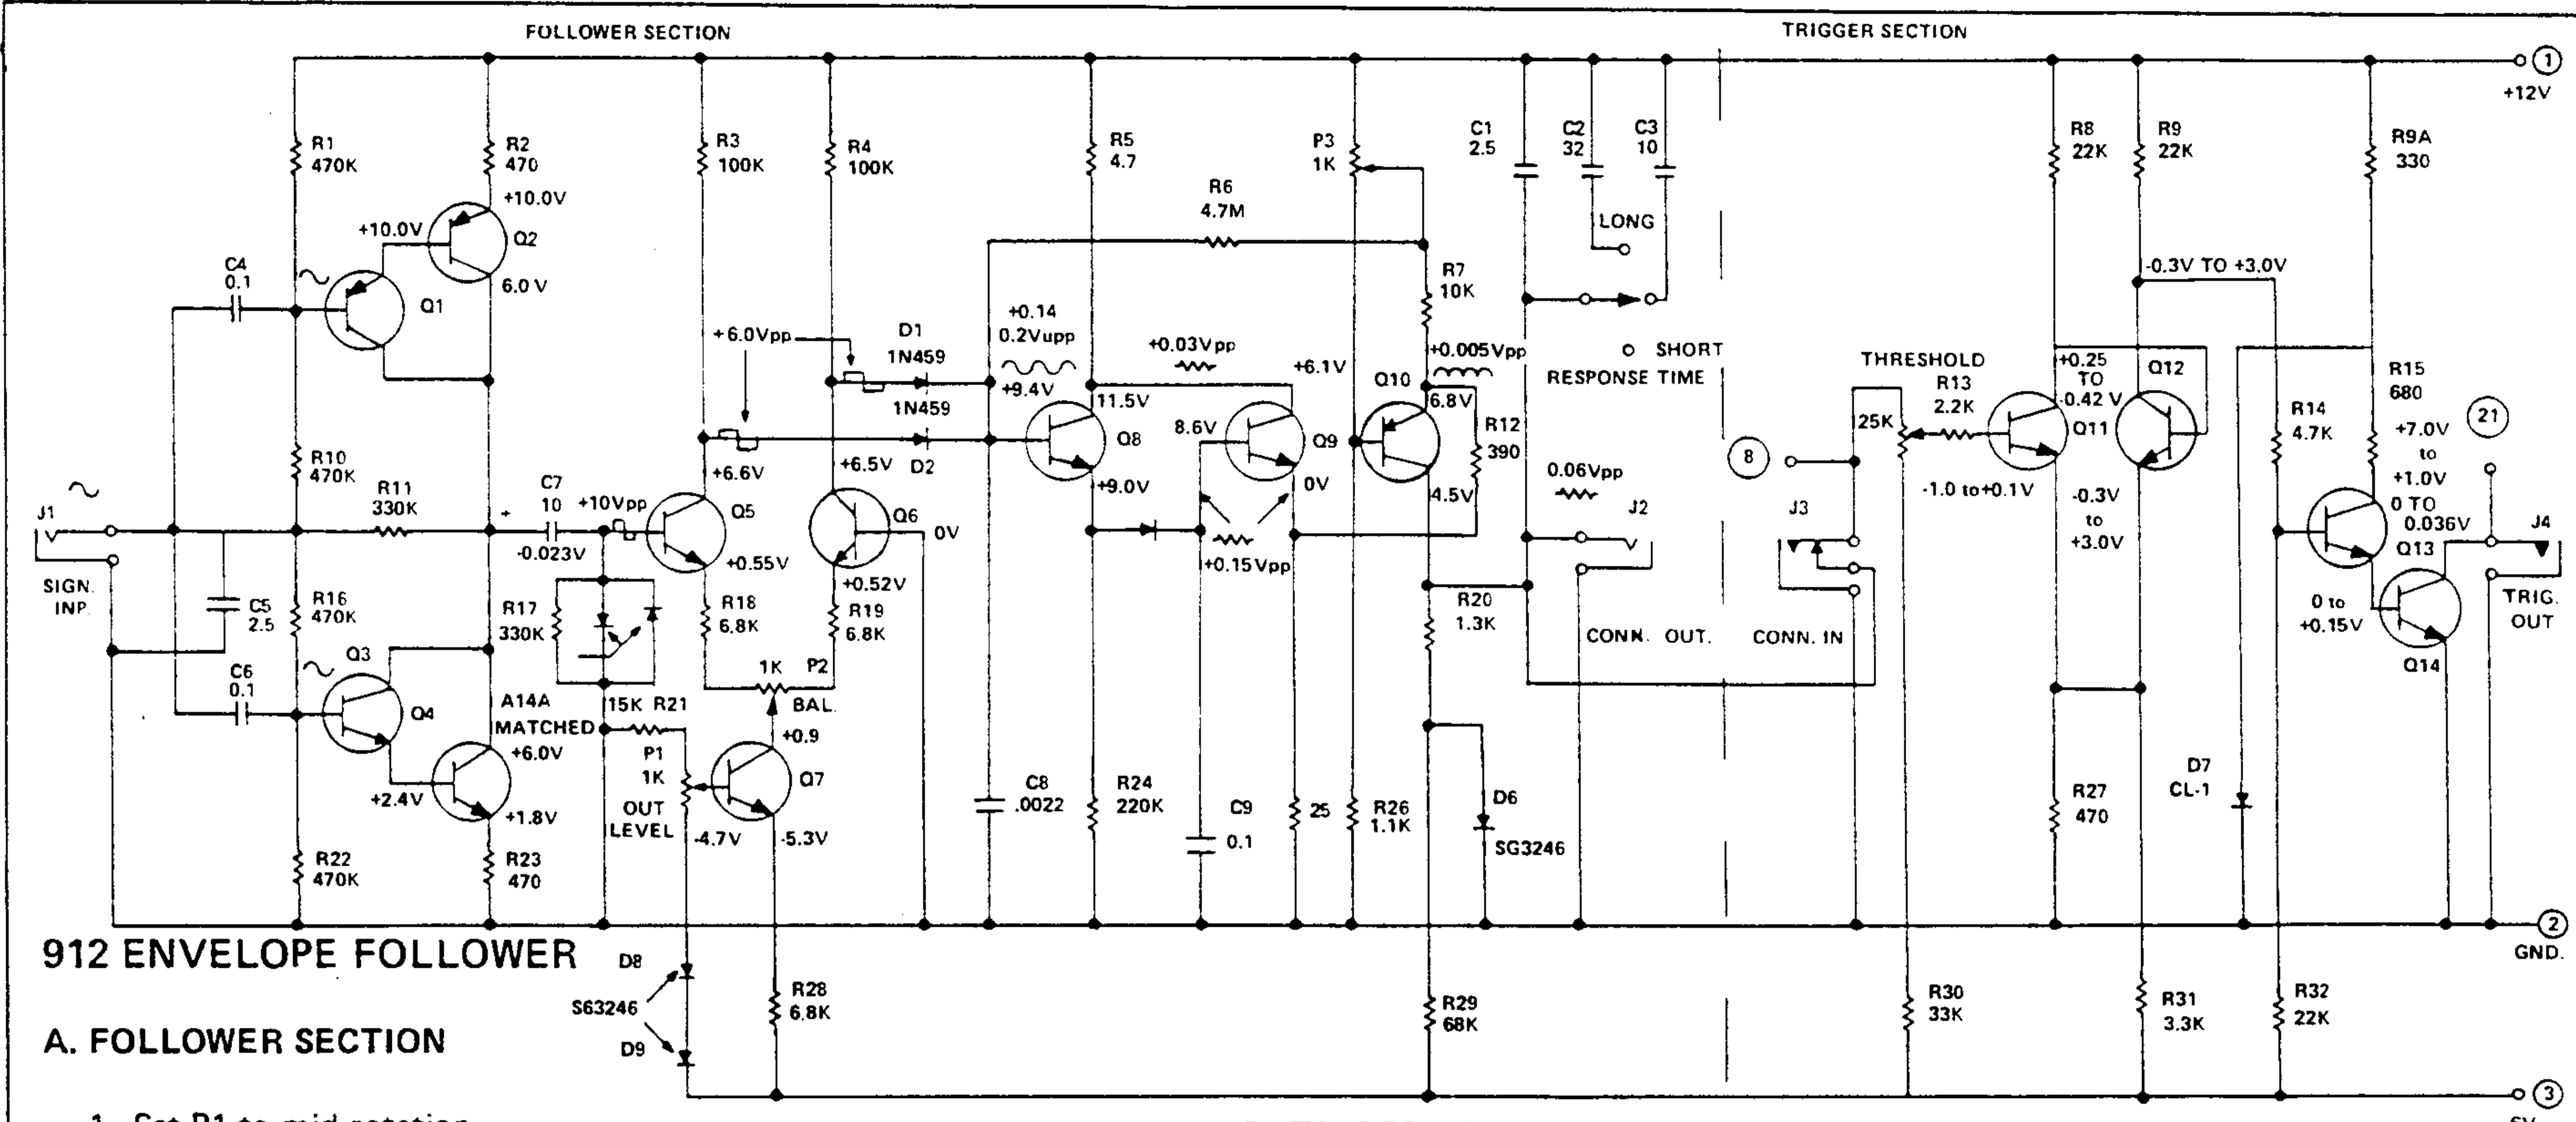 FOLLOWER SECTION
TRIGGER SECTION
1
+12V
R1
470K
R2
470
R3
100K
R4
100K
R5
4.7
P3
1K
C1
2.5
C2
32
C3
10
R8
22K
R9
22K
R9A
330
+10.0V
+10.0V
Q2
6.0 V
C4
0.1
Q1
R6
4.7M
LONG
R7
10K
-0.3V TO +3.0V
+6.0Vpp
D1
1N459
1N459
D2
+0.14
0.2Vupp
+9.4V
+0.03Vpp
+6.1V
+0.005Vpp
Q10
6.8V
SHORT
RESPONSE TIME
THRESHOLD
R13
2.2K
25K
+0.25
TO
-0.42 V
Q12
R15
680
21
11.5V
Q8
8.6V
Q9
R12
390
Q11
R14
4.7K
+7.0V
to
+1.0V
R10
470K
+6.6V
+6.5V
+9.0V
0V
4.5V
0.06Vpp
8
-1.0 to+0.1V
-0.3V
to
+3.0V
0 TO
0.036V
J1
R11
330K
C7
10
+
-0.023V
+10Vpp
Q5
Q6
0V
J2
J3
Q13
J4
SIGN.
INP.
C5
2.5
R16
470K
+0.55V
+0.52V
+0.15Vpp
R17
330K
R18
6.8K
R19
6.8K
R20
1.3K
CONN. OUT.
CONN. IN
0 to
+0.15V
TRIG.
OUT
Q14
C6
0.1
Q3
Q4
A14A
MATCHED
+6.0V
1K
P2
BAL.
15K R21
P1
1K
OUT
LEVEL
+0.9
Q7
+2.4V
+1.8V
-4.7V
-5.3V
C8
.0022
R24
220K
C9
0.1
25
R26
1.1K
D6
SG3246
R27
470
D7
CL-1
R22
470K
R23
470
2
GND.
912 ENVELOPE FOLLOWER
D8
S63246
D9
R28
6.8K
R29
68K
R30
33K
R31
3.3K
R32
22K
A. FOLLOWER SECTION
3
1. Set P1 to mid rotation